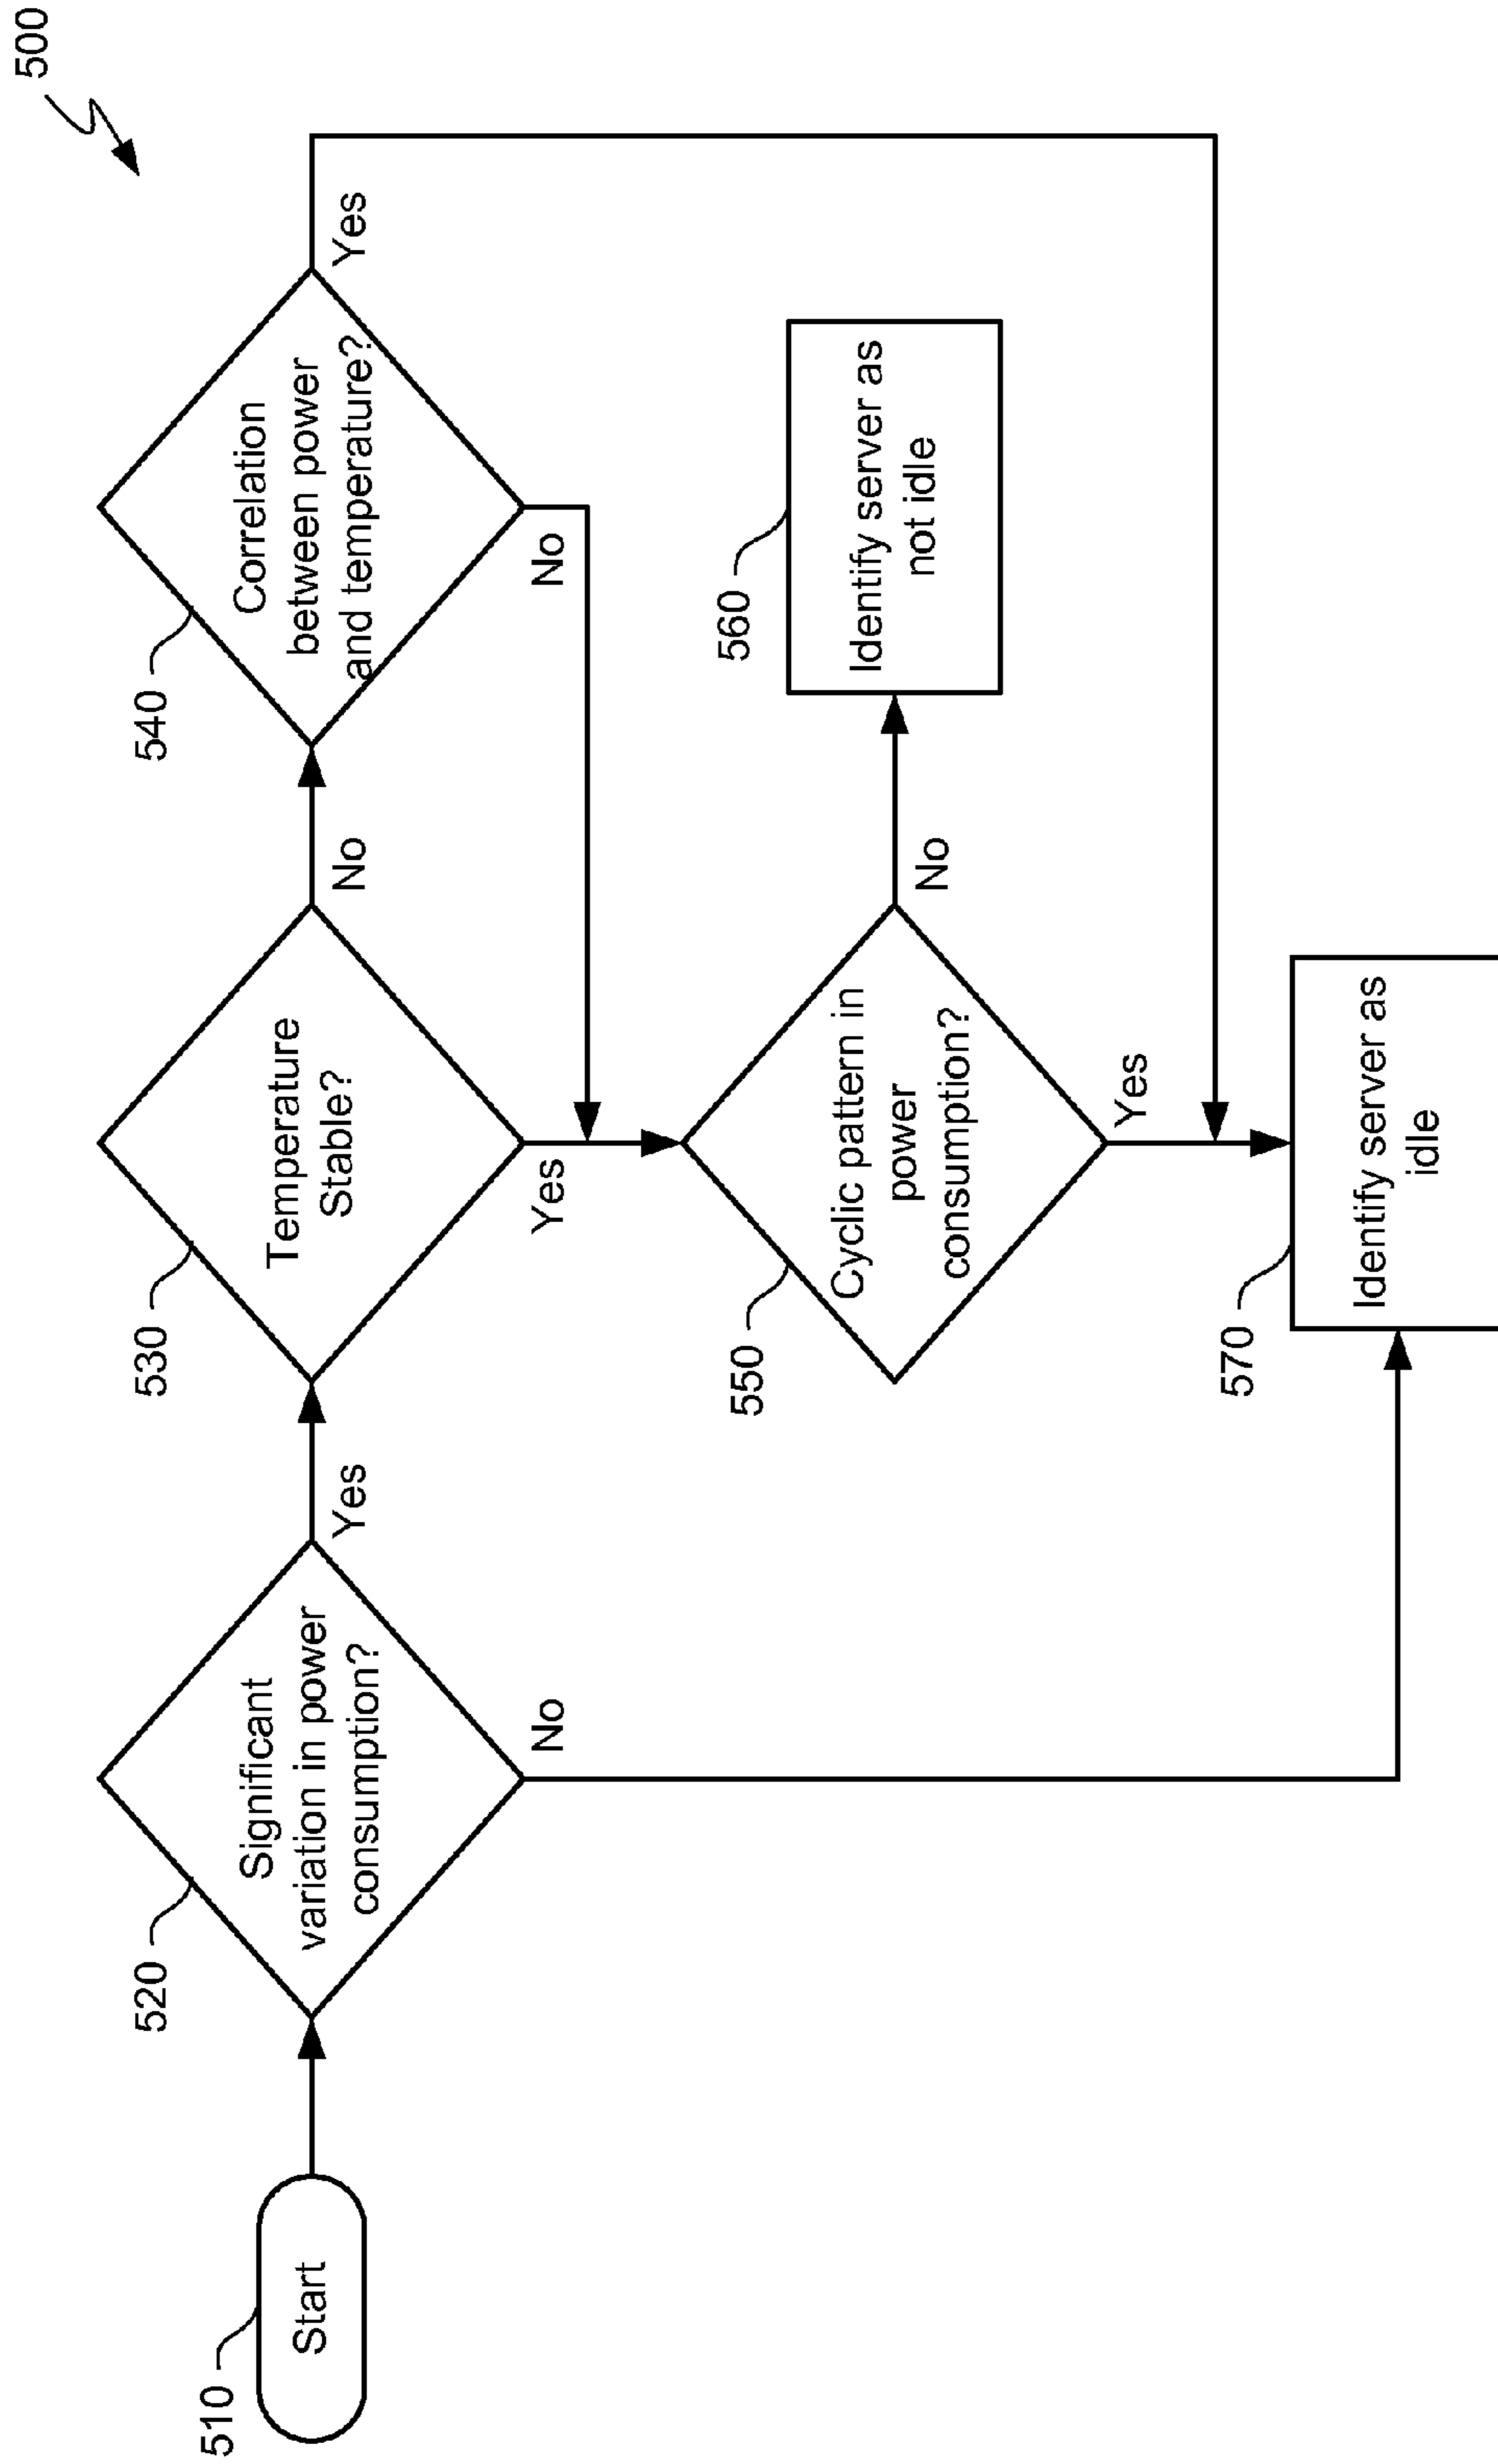 500
510
Start
520
Significant
variation in power
consumption?
Yes
No
530
Temperature
Stable?
No
Yes
540
Correlation
between power
and temperature?
Yes
No
550
Cyclic pattern in
power
consumption?
No
Yes
560
Identify server as
not idle
570
Identify server as
idle